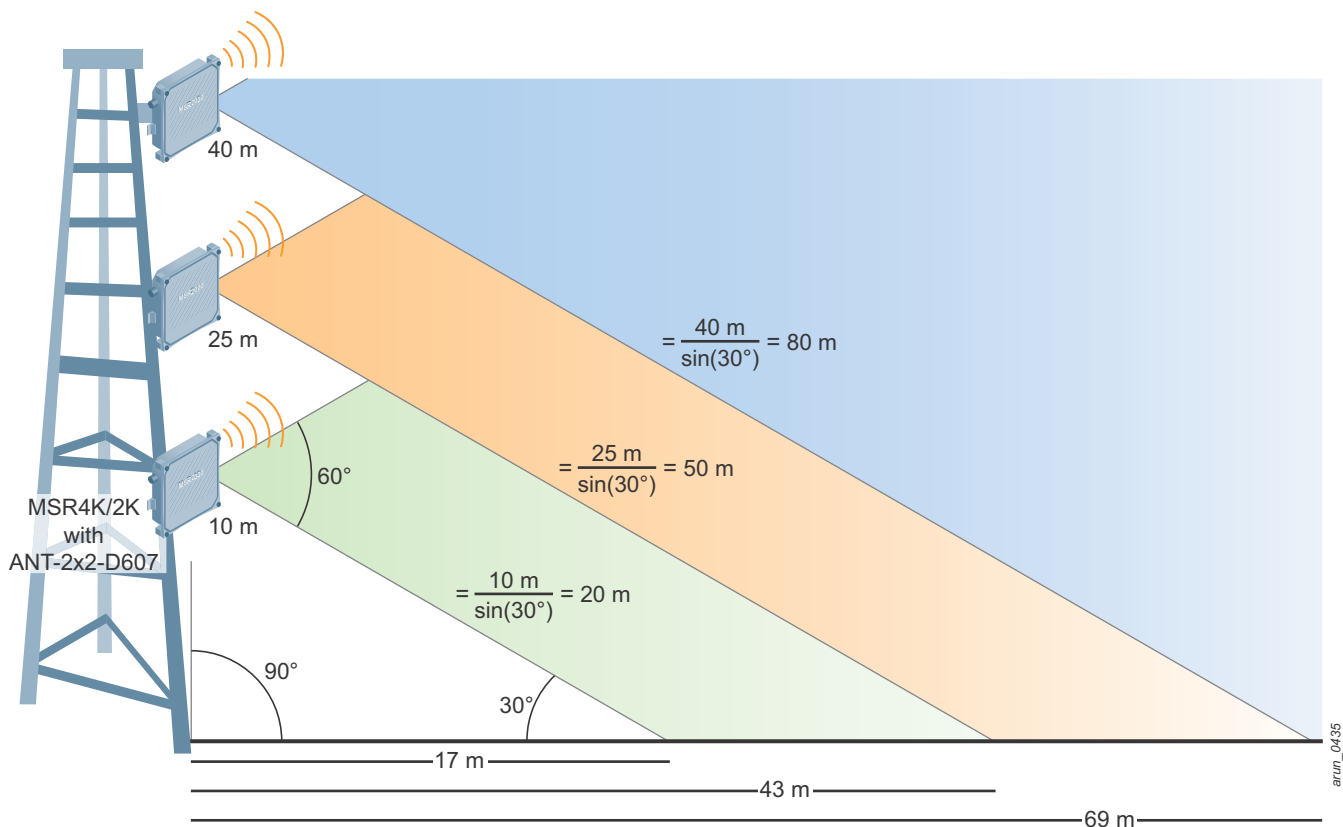 40 m
25 m
10 m
MSR4K/2K
with
ANT-2x2-D607
60°
90°
30°
= 40 m / sin(30°) = 80 m
= 25 m / sin(30°) = 50 m
= 10 m / sin(30°) = 20 m
17 m
43 m
69 m
arun_0435